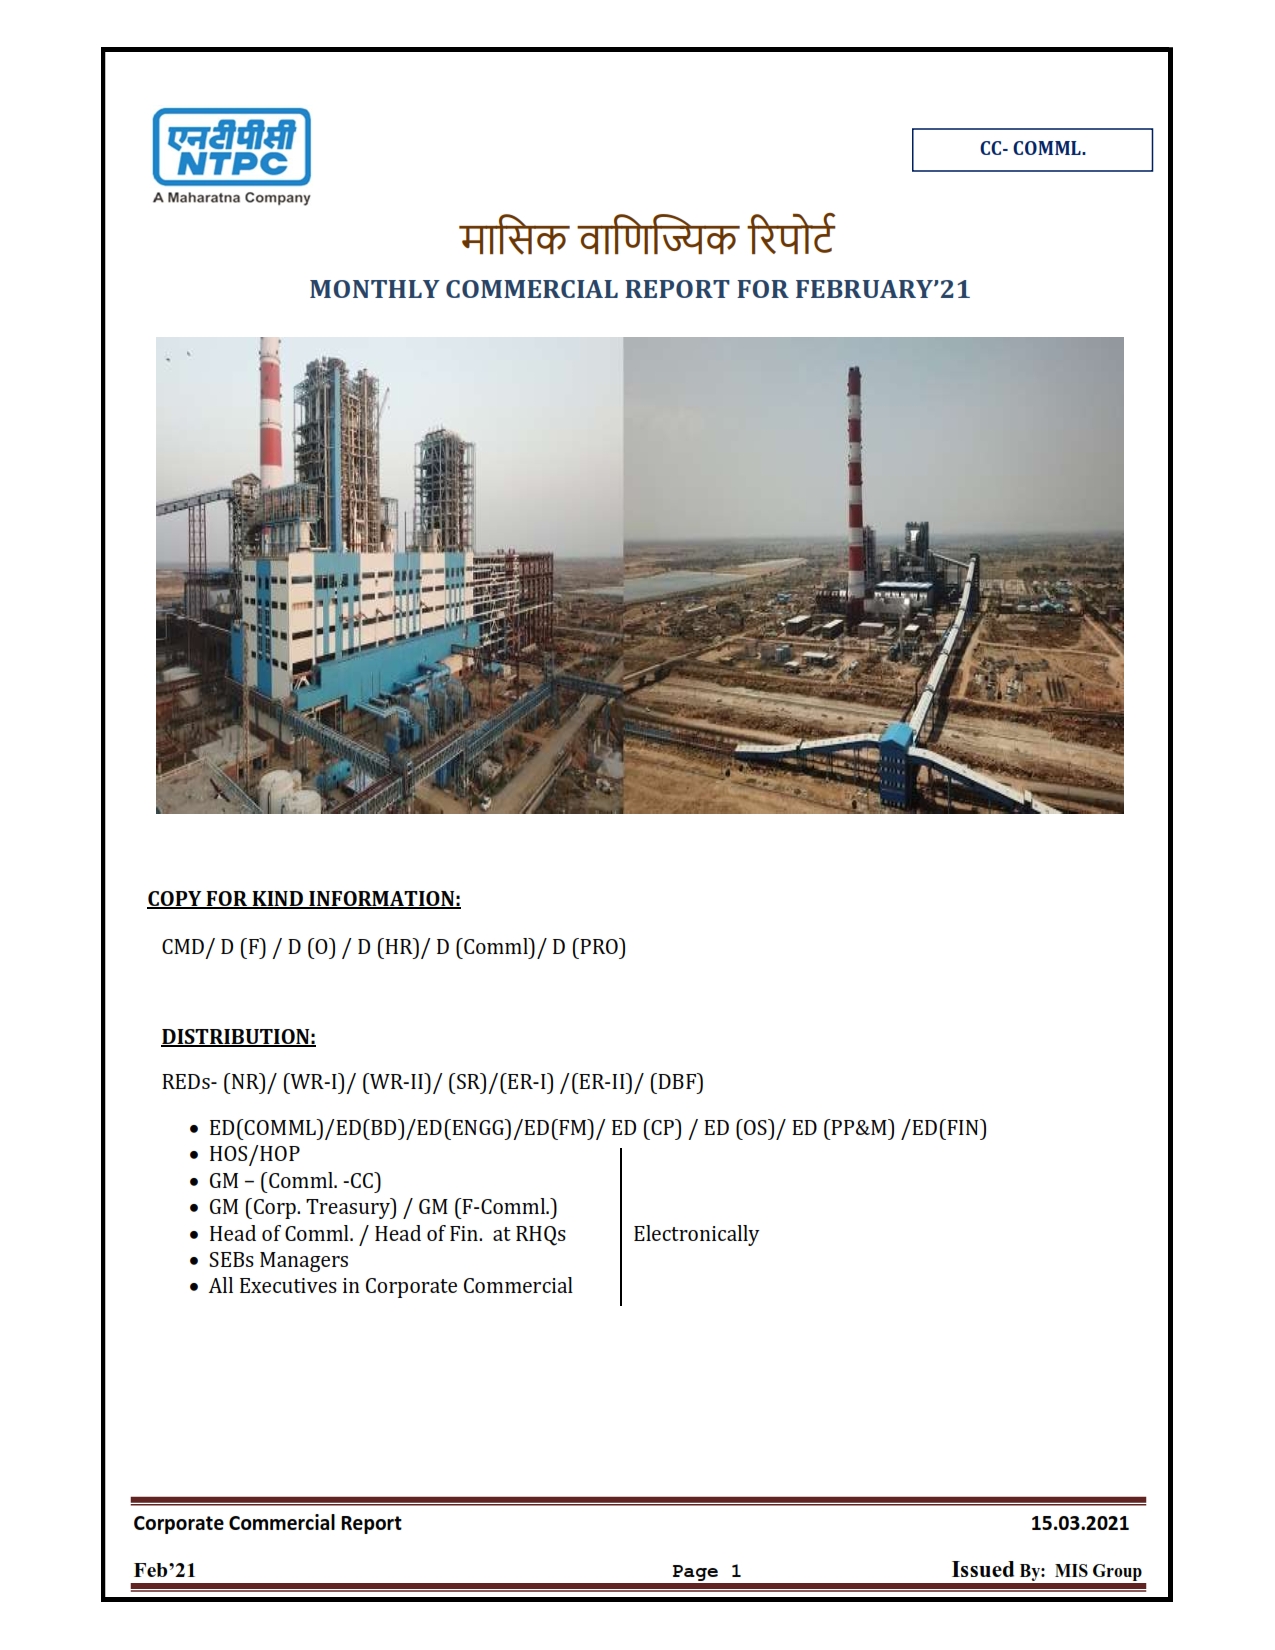 एनटीपीसी
NTPC
A Maharatna Company
CC- COMML.
मासिक वाणिज्यिक रिपोर्ट
MONTHLY COMMERCIAL REPORT FOR FEBRUARY’21
COPY FOR KIND INFORMATION:
CMD/ D (F) / D (O) / D (HR)/ D (Comml)/ D (PRO)
DISTRIBUTION:
REDs- (NR)/ (WR-I)/ (WR-II)/ (SR)/(ER-I) /(ER-II)/ (DBF)
• ED(COMML)/ED(BD)/ED(ENGG)/ED(FM)/ ED (CP) / ED (OS)/ ED (PP&M) /ED(FIN)
• HOS/HOP
• GM – (Comml. -CC)
• GM (Corp. Treasury) / GM (F-Comml.)
• Head of Comml. / Head of Fin. at RHQs Electronically
• SEBs Managers
• All Executives in Corporate Commercial
Corporate Commercial Report 15.03.2021
Feb’21 Page 1 Issued By: MIS Group